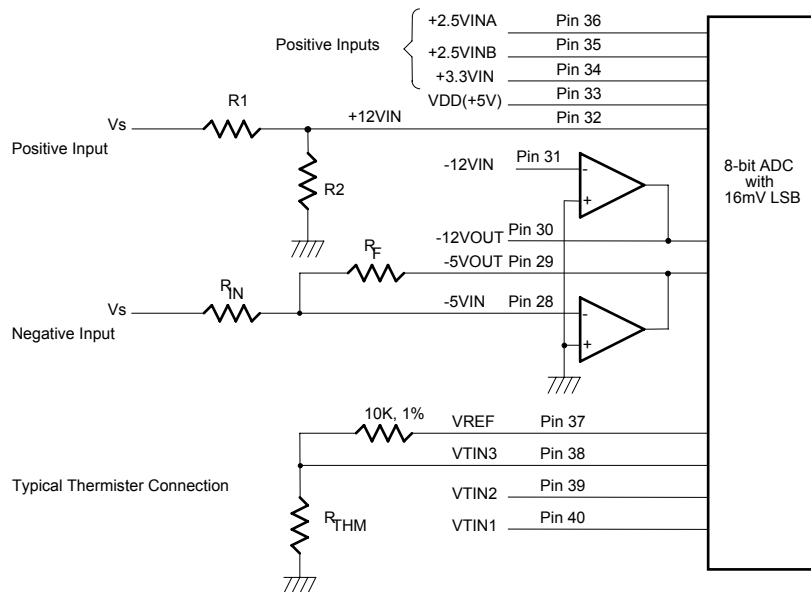 +2.5VINA Pin 36
Positive Inputs
+2.5VINB Pin 35
+3.3VIN Pin 34
VDD(+5V) Pin 33
R1
Vs +12VIN Pin 32
Positive Input
R2
-12VIN Pin 31
-
+
8-bit ADC
with
16mV LSB
-12VOUT Pin 30
RF -5VOUT Pin 29
RIN
Vs -5VIN Pin 28
Negative Input
-
+
10K, 1% VREF Pin 37
VTIN3 Pin 38
Typical Thermister Connection
VTIN2 Pin 39
RTHM
VTIN1 Pin 40